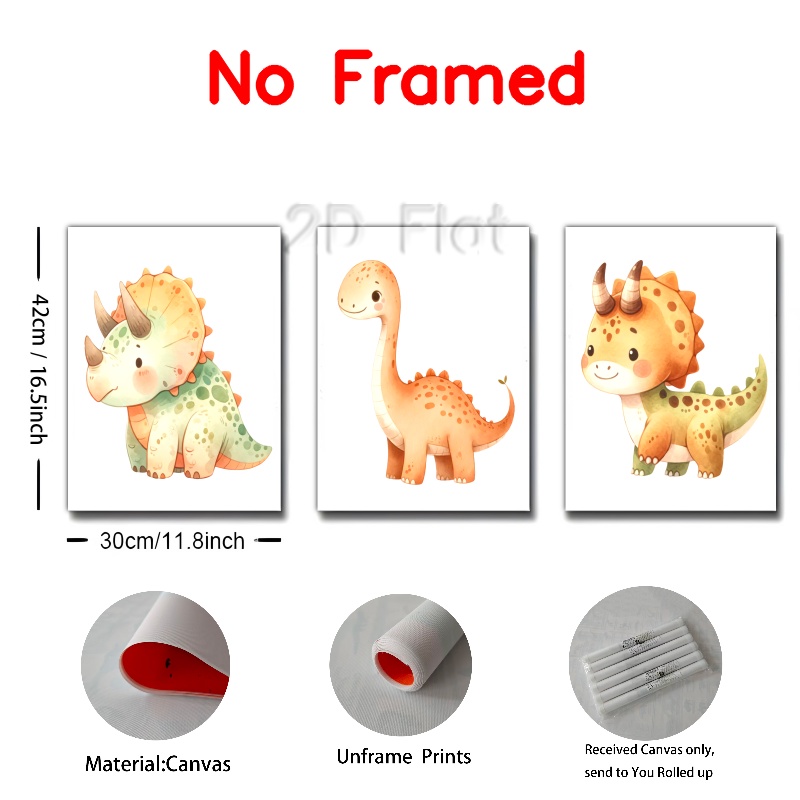 No Framed
2D Flat
42cm / 16.5inch
30cm/11.8inch
Material:Canvas
Unframe Prints
Received Canvas only,
send to You Rolled up